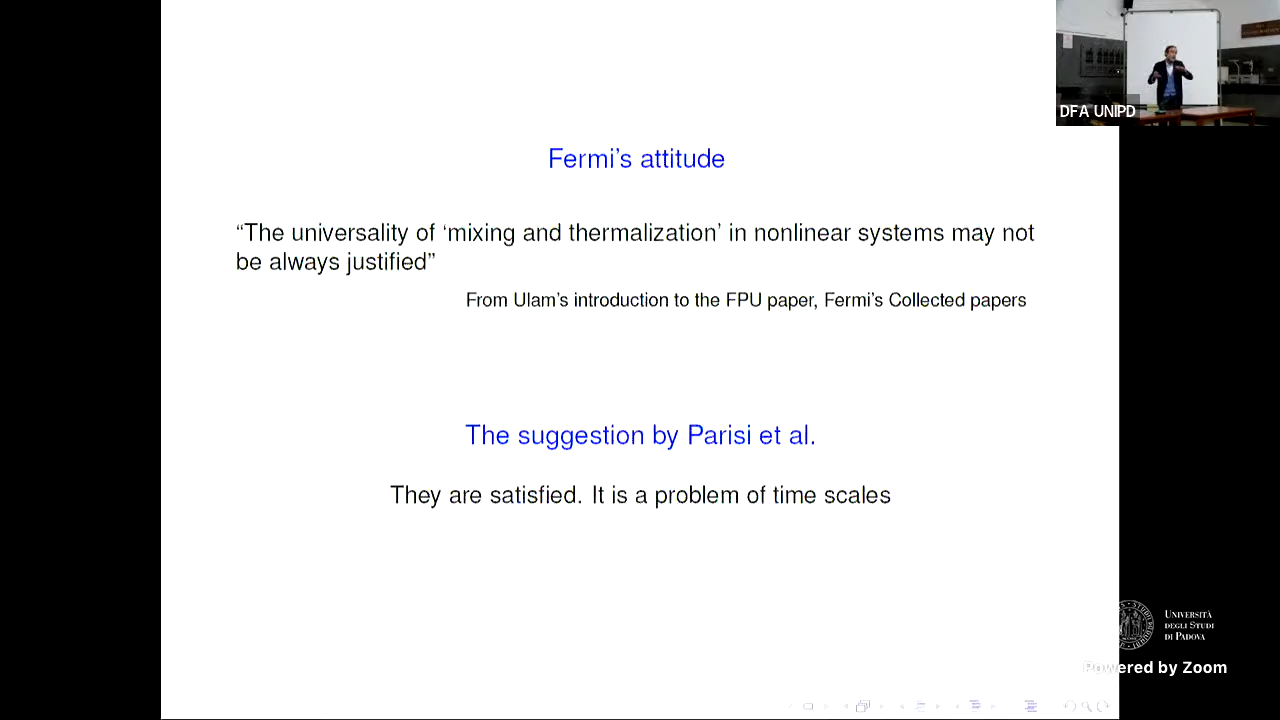 DFA UNIPD
Fermi's attitude
“The universality of ‘mixing and thermalization’ in nonlinear systems may not
be always justified”
From Ulam's introduction to the FPU paper, Fermi's Collected papers
The suggestion by Parisi et al.
They are satisfied. It is a problem of time scales
UNIVERSITÀ
DEGLI STUDI
DI PADOVA
Powered by Zoom